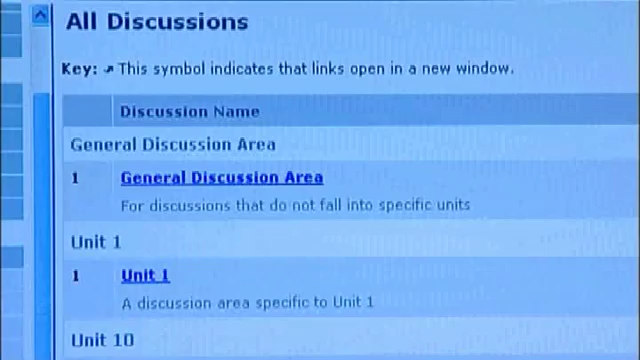 All Discussions
Key: This symbol indicates that links open in a new window.
Discussion Name
General Discussion Area
1 General Discussion Area
For discussions that do not fall into specific units
Unit 1
1 Unit 1
A discussion area specific to Unit 1
Unit 10